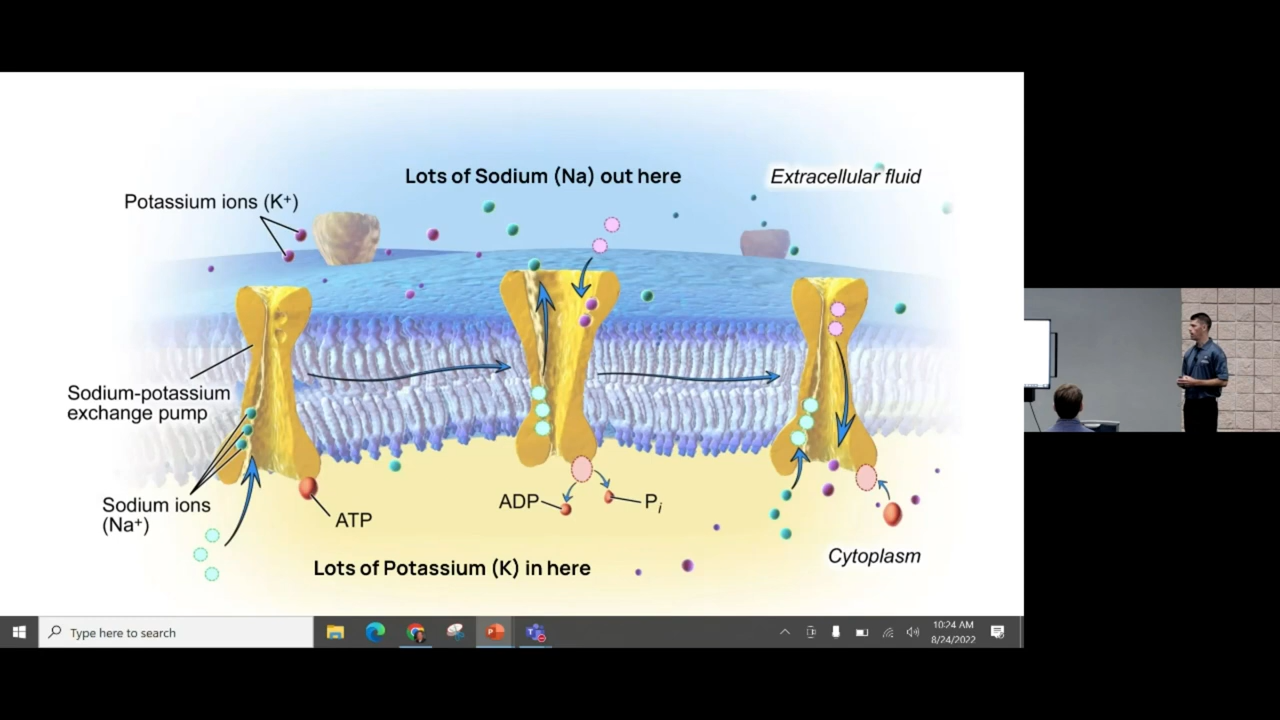 Lots of Sodium (Na) out here
Extracellular fluid
Potassium ions (K⁺)
Sodium-potassium
exchange pump
Sodium ions
(Na⁺)
ATP
ADP
Pᵢ
Cytoplasm
Lots of Potassium (K) in here
Type here to search
10:24 AM
8/24/2022